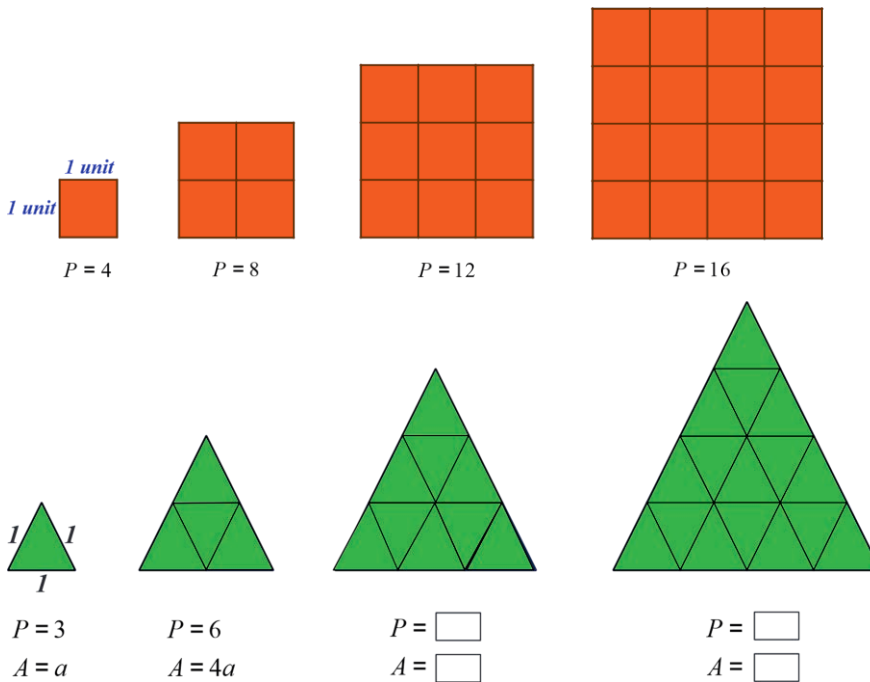 1 unit
1 unit
P = 4
P = 8
P = 12
P = 16
1
1
1
P = 3
P = 6
P =
P =
A = a
A = 4a
A =
A =